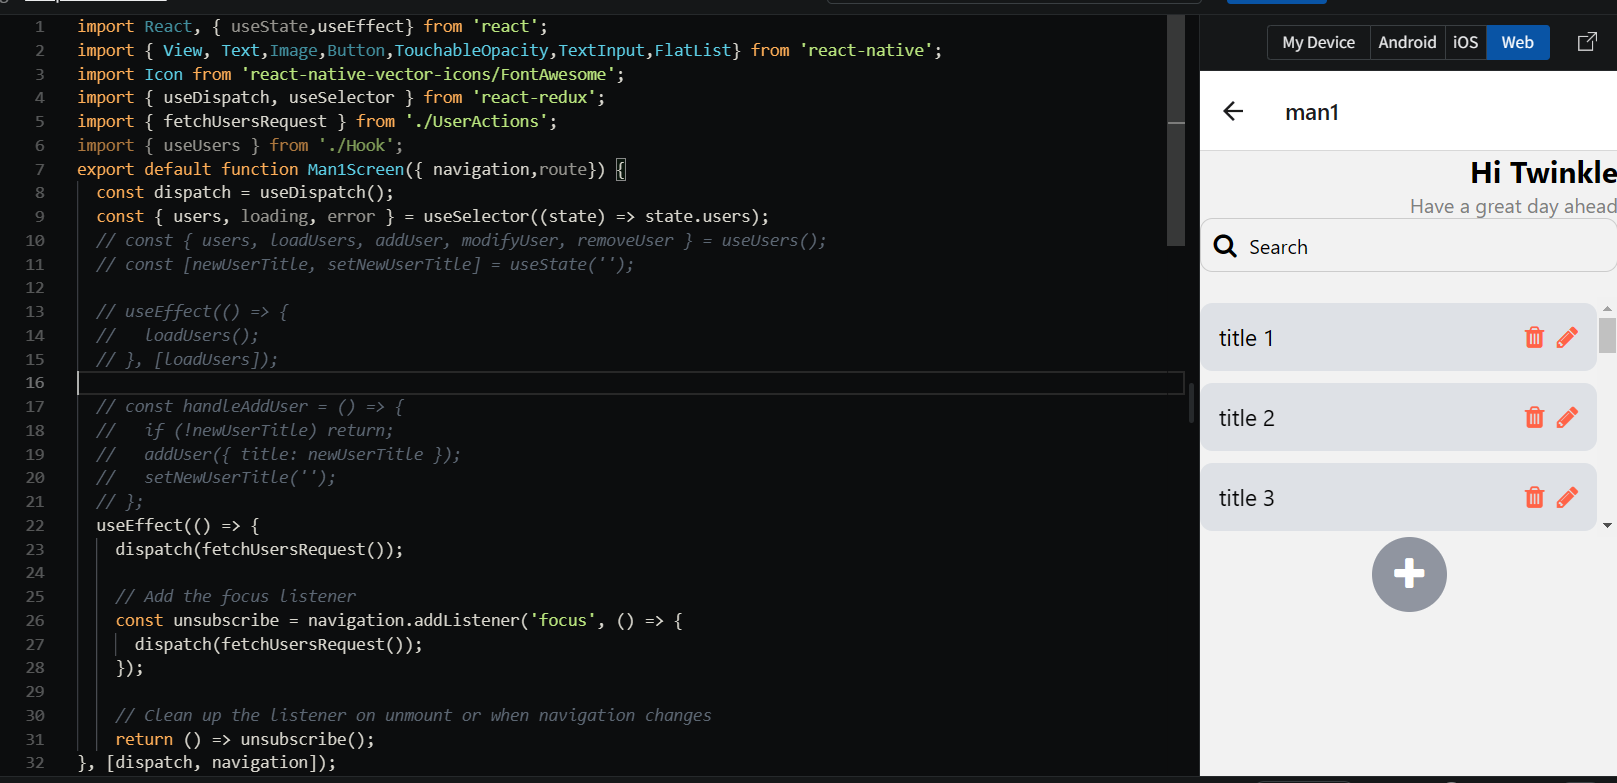 1 import React, { useState,useEffect} from 'react';
2 import { View, Text,Image,Button,TouchableOpacity,TextInput,FlatList} from 'react-native';
3 import Icon from 'react-native-vector-icons/FontAwesome';
4 import { useDispatch, useSelector } from 'react-redux';
5 import { fetchUsersRequest } from './UserActions';
6 import { useUsers } from './Hook';
7 export default function Man1Screen({ navigation,route}) {
8 const dispatch = useDispatch();
9 const { users, loading, error } = useSelector((state) => state.users);
10 // const { users, loadUsers, addUser, modifyUser, removeUser } = useUsers();
11 // const [newUserTitle, setNewUserTitle] = useState('');
12
13 // useEffect(() => {
14 //   loadUsers();
15 // }, [loadUsers]);
16
17 // const handleAddUser = () => {
18 //   if (!newUserTitle) return;
19 //   addUser({ title: newUserTitle });
20 //   setNewUserTitle('');
21 // };
22 useEffect(() => {
23 dispatch(fetchUsersRequest());
24
25 // Add the focus listener
26 const unsubscribe = navigation.addListener('focus', () => {
27 dispatch(fetchUsersRequest());
28 });
29
30 // Clean up the listener on unmount or when navigation changes
31 return () => unsubscribe();
32 }, [dispatch, navigation]);
My Device Android iOS Web
man1
Hi Twinkle
Have a great day ahead
Search
title 1
title 2
title 3